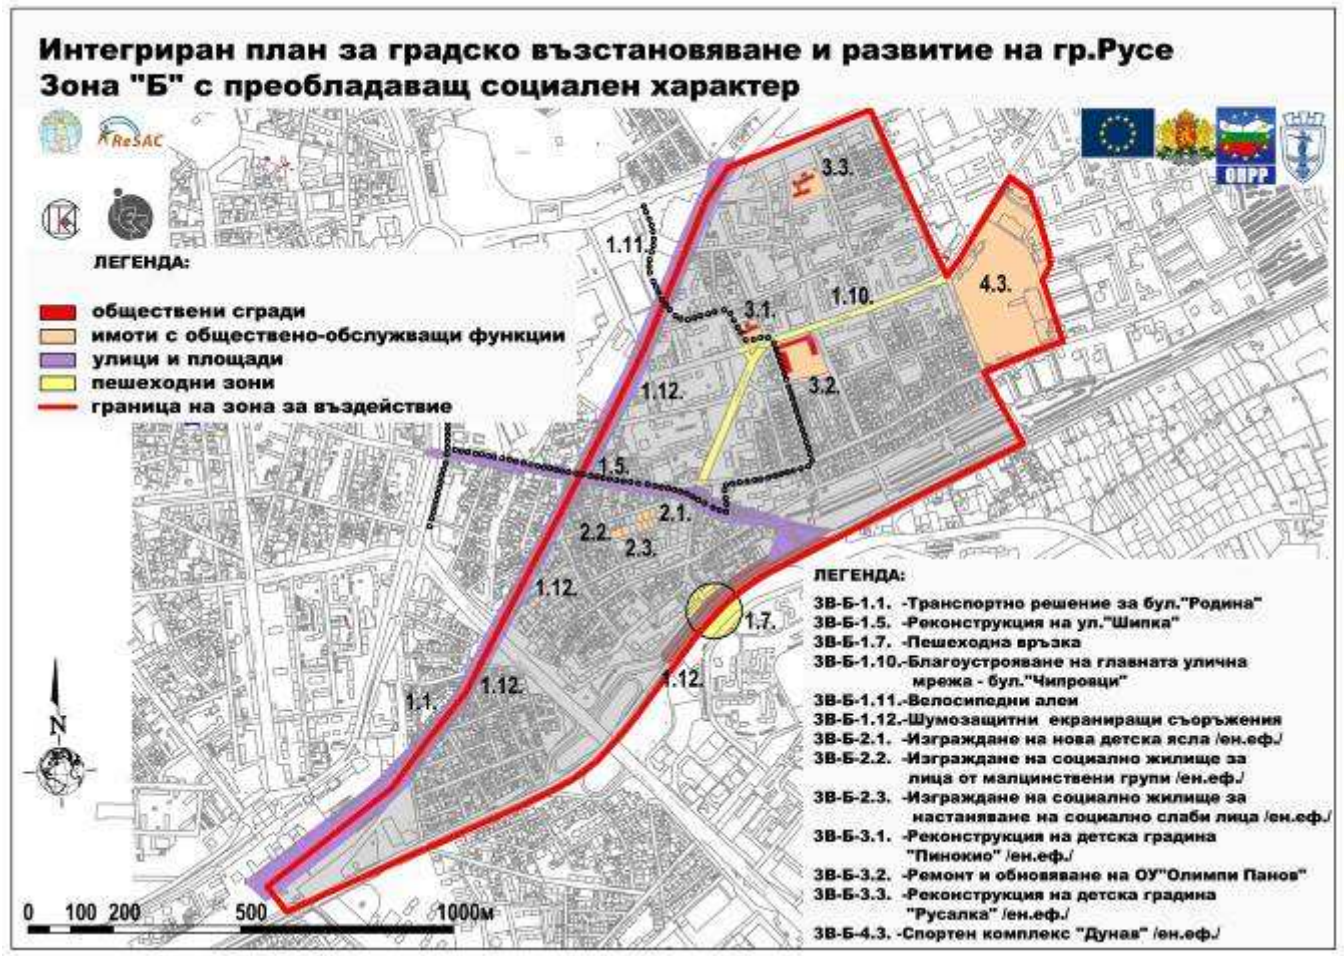 Интегриран план за градско възстановяване и развитие на гр.Русе
Зона "Б" с преобладаващ социален характер
ReSAC
ОПРР
ЛЕГЕНДА:
обществени сгради
имоти с обществено-обслужващи функции
улици и площади
пешеходни зони
граница на зона за въздействие
3.3.
1.11.
4.3.
1.10.
3.1.
3.2.
1.12.
1.5.
2.1.
2.2.
2.3.
1.12.
1.7.
1.12.
1.12.
1.1.
N
0 100 200 500 1000м
ЛЕГЕНДА:
ЗВ-Б-1.1. -Транспортно решение за бул."Родина"
ЗВ-Б-1.5. -Реконструкция на ул."Шипка"
ЗВ-Б-1.7. -Пешеходна връзка
ЗВ-Б-1.10.-Благоустрояване на главната улична
мрежа - бул."Чипровци"
ЗВ-Б-1.11.-Велосипедни алеи
ЗВ-Б-1.12.-Шумозащитни екраниращи съоръжения
ЗВ-Б-2.1. -Изграждане на нова детска ясла /ен.еф./
ЗВ-Б-2.2. -Изграждане на социално жилище за
лица от малцинствени групи /ен.еф./
ЗВ-Б-2.3. -Изграждане на социално жилище за
настаняване на социално слаби лица /ен.еф./
ЗВ-Б-3.1. -Реконструкция на детска градина
"Пинокио" /ен.еф./
ЗВ-Б-3.2. -Ремонт и обновяване на ОУ"Олимпи Панов"
ЗВ-Б-3.3. -Реконструкция на детска градина
"Русалка" /ен.еф./
ЗВ-Б-4.3. -Спортен комплекс "Дунав" /ен.еф./